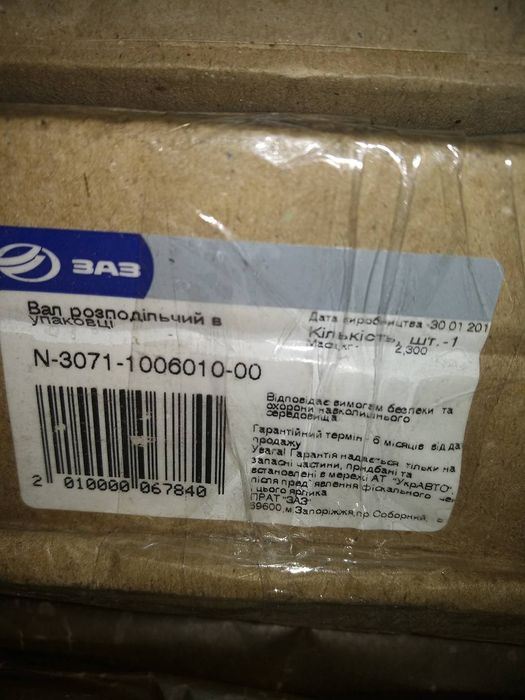 ЗАЗ
Вал розподільчий в
упаковці
N-3071-1006010-00
2 010000 067840
Дата виробництва -30 01 201
Кількість, шт.-1
2,300
Відповідає вимогам безпеки та
охорони навколишнього
середовища
Гарантійний термін - 6 місяців від да
продажу
Увага! Гарантія надається тільки на
запасні частини, придбані та
встановлені в мережі АТ "УкрАВТО"
після пред'явлення фіскального че
і цього ярлика
ПРАТ "ЗАЗ"
69600,м.Запоріжжя,пр.Соборний,